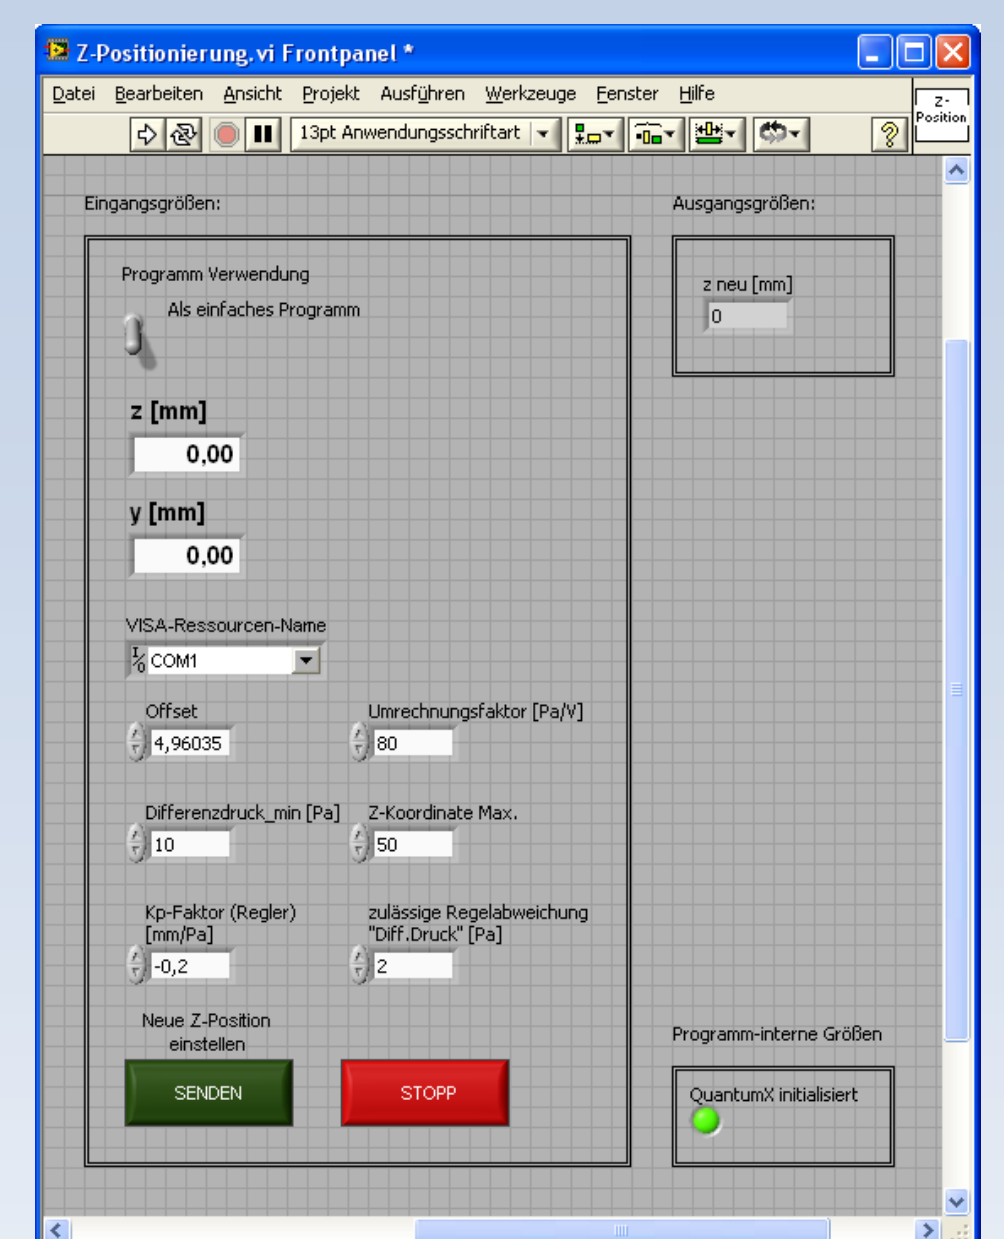 Z-Positionierung.vi Frontpanel *
Datei Bearbeiten Ansicht Projekt Ausführen Werkzeuge Fenster Hilfe
13pt Anwendungsschriftart
?
Z-
Position
Eingangsgrößen:
Programm Verwendung
Als einfaches Programm
z [mm]
0,00
y [mm]
0,00
VISA-Ressourcen-Name
I/O COM1
Offset
4,96035
Umrechnungsfaktor [Pa/V]
80
Differenzdruck_min [Pa]
10
Z-Koordinate Max.
50
Kp-Faktor (Regler)
[mm/Pa]
-0,2
zulässige Regelabweichung
"Diff.Druck" [Pa]
2
Neue Z-Position
einstellen
SENDEN
STOPP
Ausgangsgrößen:
z neu [mm]
0
Programm-interne Größen
QuantumX initialisiert